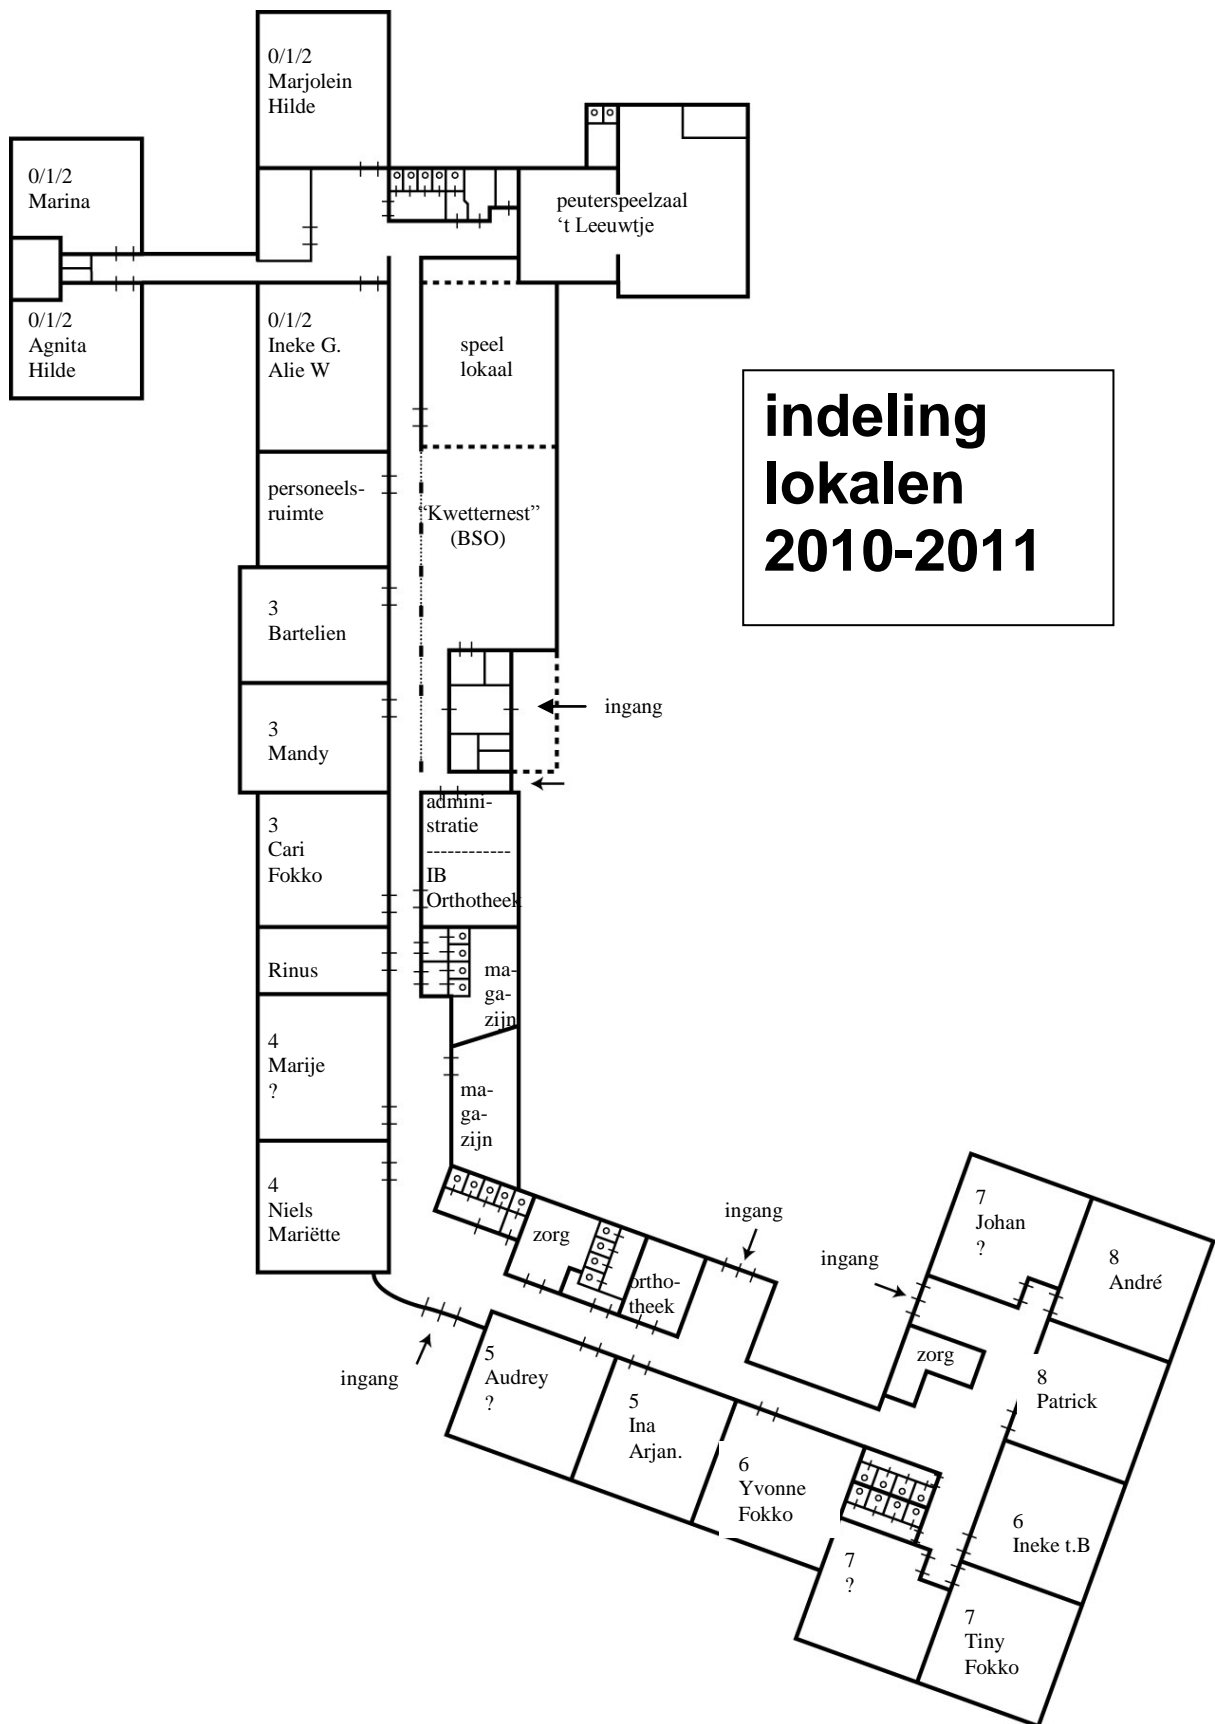 0/1/2
Marjolein
Hilde
0/1/2
Marina
peuterspeelzaal
‘t Leeuwtje
0/1/2
Agnita
Hilde
0/1/2
Ineke G.
Alie W
speel
lokaal
indeling
lokalen
2010-2011
personeels-
ruimte
“Kwetternest”
(BSO)
3
Bartelien
ingang
3
Mandy
admini-
stratie
------------
IB
Orthotheek
3
Cari
Fokko
Rinus
ma-
ga-
zijn
4
Marije
?
ma-
ga-
zijn
4
Niels
Mariëtte
zorg
ortho-
theek
ingang
ingang
7
Johan
?
8
André
ingang
5
Audrey
?
5
Ina
Arjan.
zorg
8
Patrick
6
Yvonne
Fokko
6
Ineke t.B
7
?
7
Tiny
Fokko